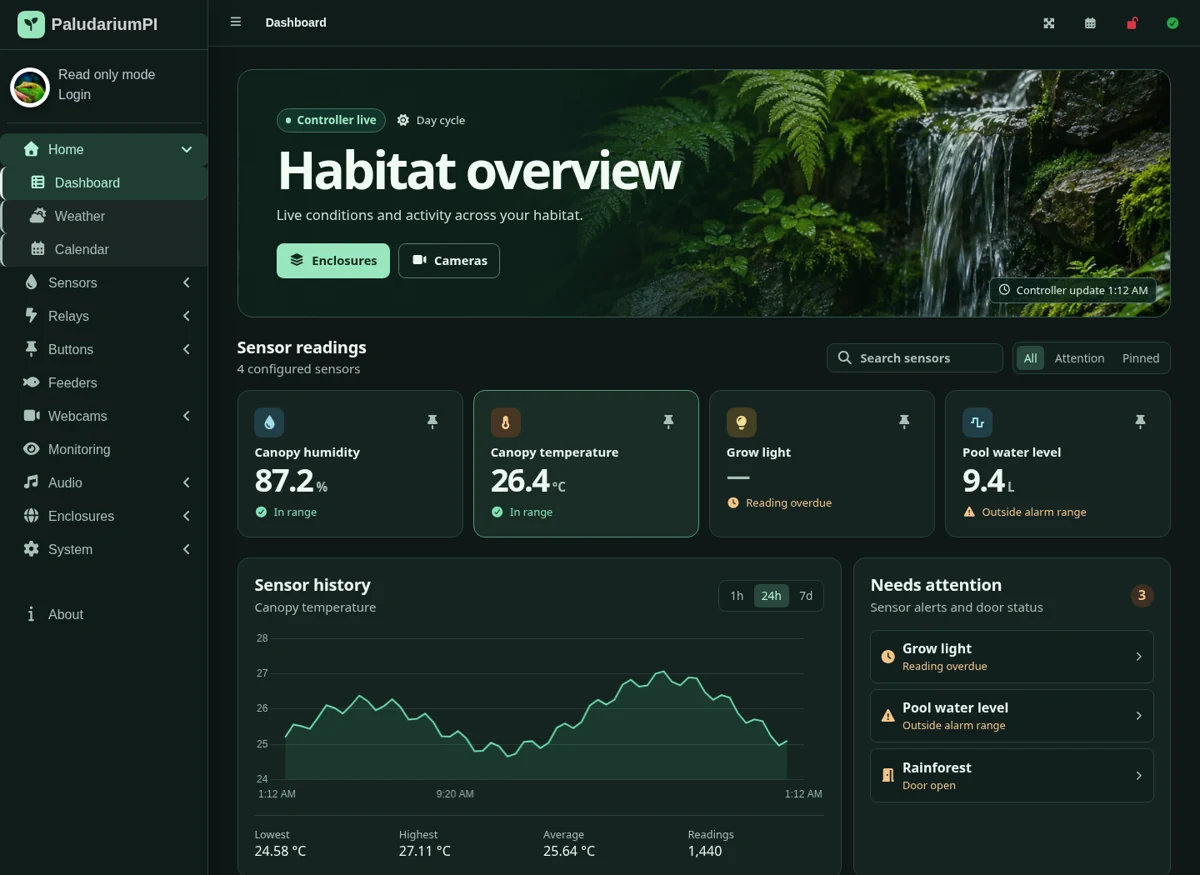 PaludariumPI
Dashboard
Read only mode
Login
Home
Dashboard
Weather
Calendar
Sensors
Relays
Buttons
Feeders
Webcams
Monitoring
Audio
Enclosures
System
About
Controller live
Day cycle
Habitat overview
Live conditions and activity across your habitat.
Enclosures
Cameras
Controller update 1:12 AM
Sensor readings
4 configured sensors
Search sensors
All
Attention
Pinned
Canopy humidity
87.2 %
In range
Canopy temperature
26.4 °C
In range
Grow light
—
Reading overdue
Pool water level
9.4 L
Outside alarm range
Sensor history
Canopy temperature
1h
24h
7d
28
27
26
25
24
1:12 AM
9:20 AM
1:12 AM
Lowest
24.58 °C
Highest
27.11 °C
Average
25.64 °C
Readings
1,440
Needs attention
Sensor alerts and door status
3
Grow light
Reading overdue
Pool water level
Outside alarm range
Rainforest
Door open